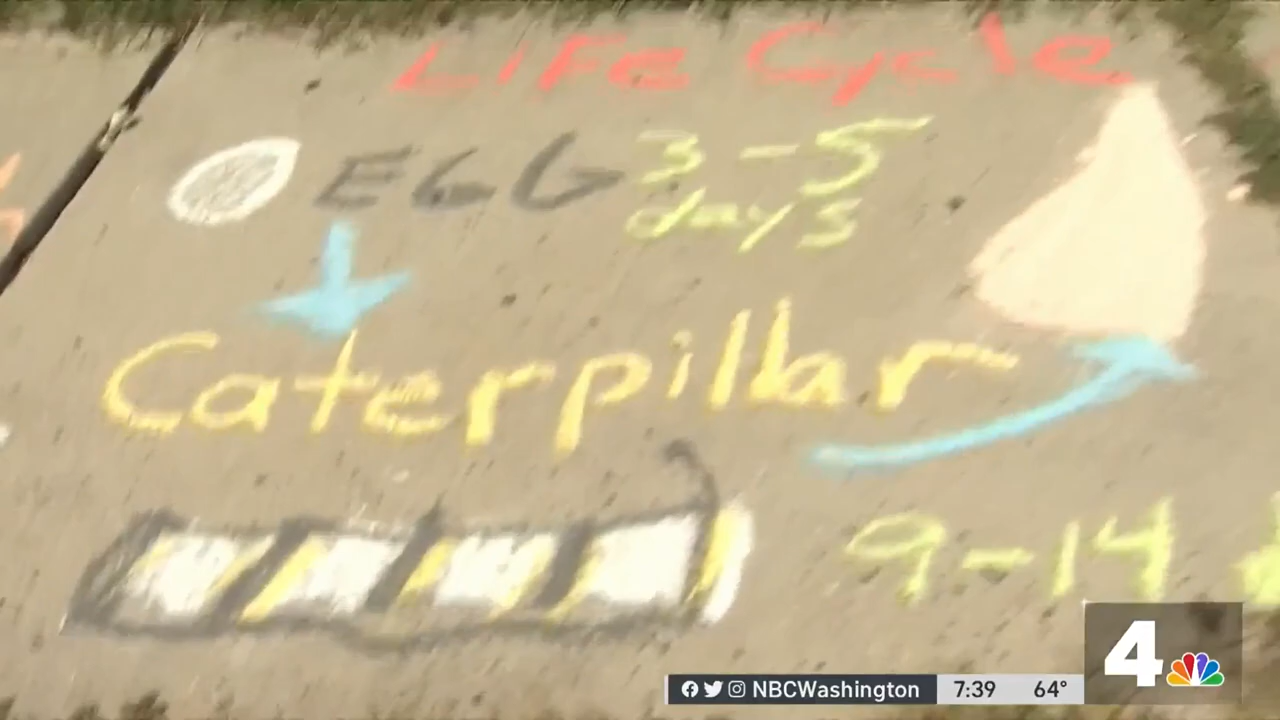 Life Cycle
EGG 3-5
days
Caterpillar
9-14
4
NBCWashington 7:39 64°